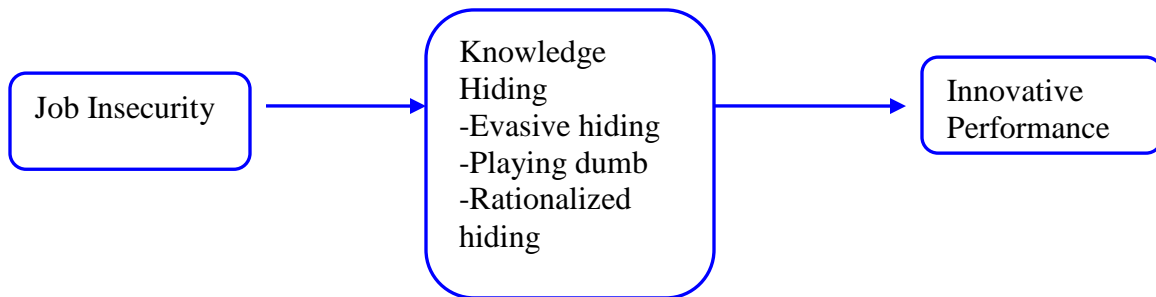 Job Insecurity
Knowledge
Hiding
-Evasive hiding
-Playing dumb
-Rationalized
hiding
Innovative
Performance